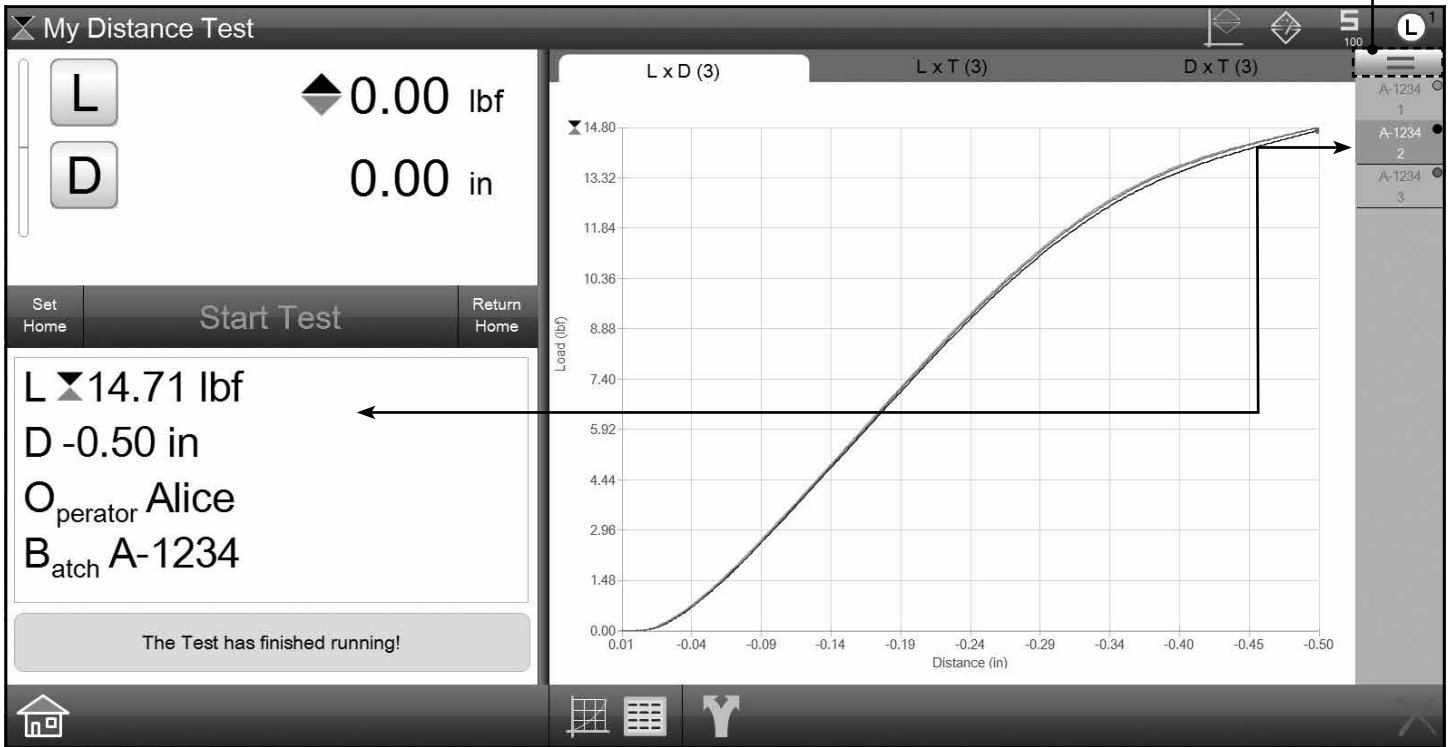 My Distance Test
S
100
L
1
L
0.00 lbf
D
0.00 in
Set
Home
Start Test
Return
Home
L 14.71 lbf
D -0.50 in
Operator Alice
Batch A-1234
The Test has finished running!
L x D (3)
L x T (3)
D x T (3)
14.80
13.32
11.84
10.36
8.88
7.40
5.92
4.44
2.96
1.48
0.00
Load (lbf)
0.01
-0.04
-0.09
-0.14
-0.19
-0.24
-0.29
-0.34
-0.40
-0.45
-0.50
Distance (in)
A-1234
1
A-1234
2
A-1234
3